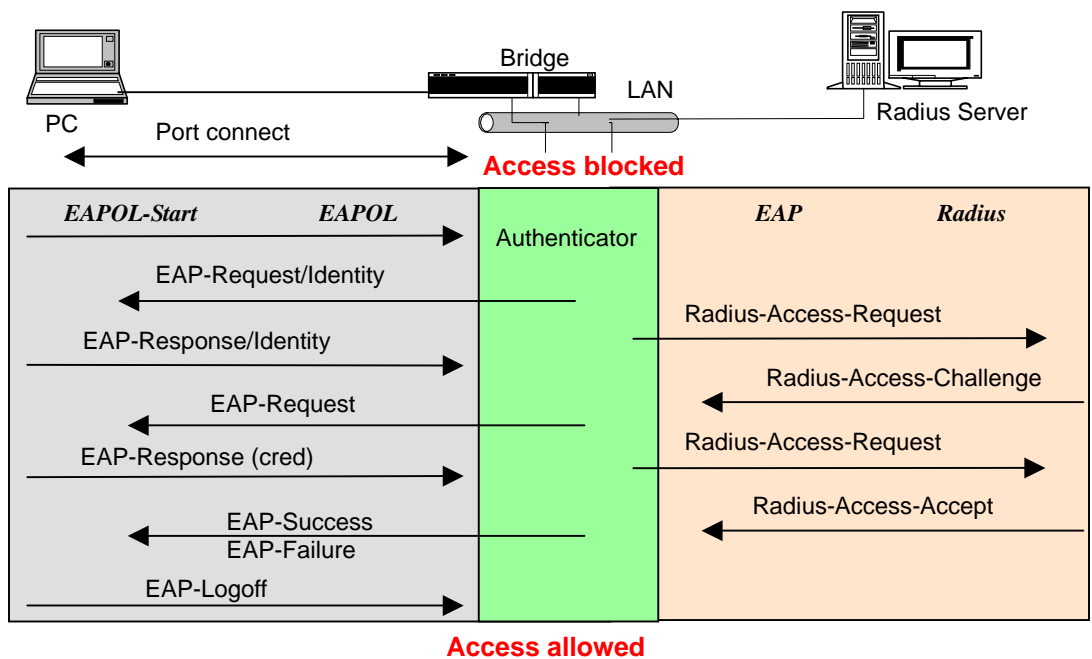 Bridge
LAN
PC
Radius Server
Port connect
Access blocked
EAPOL-Start EAPOL
EAP Radius
Authenticator
EAP-Request/Identity
Radius-Access-Request
EAP-Response/Identity
Radius-Access-Challenge
EAP-Request
Radius-Access-Request
EAP-Response (cred)
Radius-Access-Accept
EAP-Success
EAP-Failure
EAP-Logoff
Access allowed